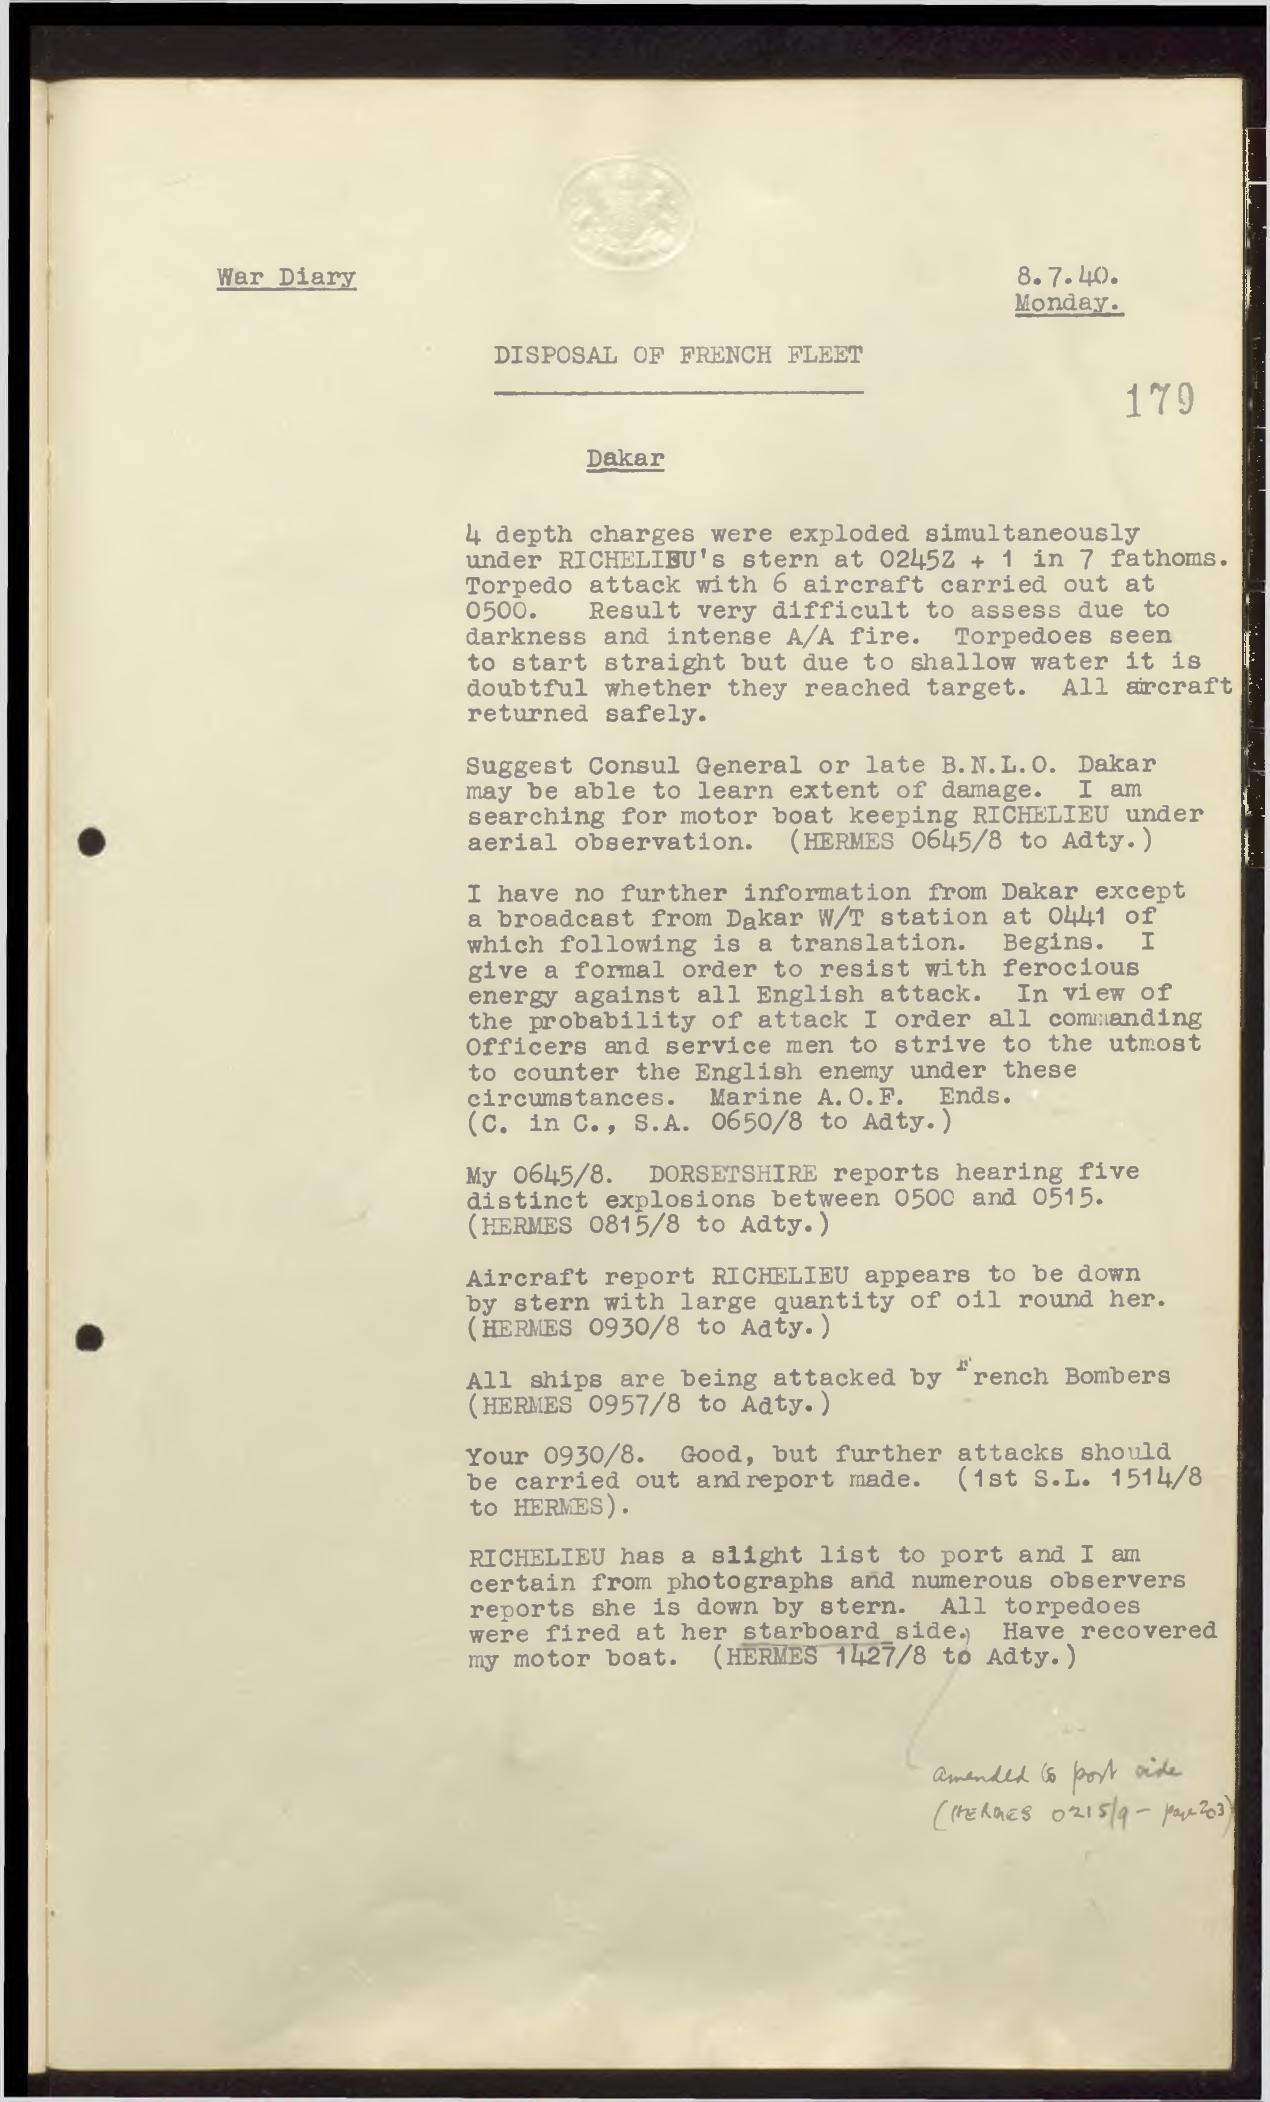 War Diary
8.7.40.
Monday.
DISPOSAL OF FRENCH FLEET
179
Dakar
4 depth charges were exploded simultaneously
under RICHELIEU's stern at 0245Z + 1 in 7 fathoms.
Torpedo attack with 6 aircraft carried out at
0500. Result very difficult to assess due to
darkness and intense A/A fire. Torpedoes seen
to start straight but due to shallow water it is
doubtful whether they reached target. All aircraft
returned safely.
Suggest Consul General or late B.N.L.O. Dakar
may be able to learn extent of damage. I am
searching for motor boat keeping RICHELIEU under
aerial observation. (HERMES 0645/8 to Adty.)
I have no further information from Dakar except
a broadcast from Dakar W/T station at 0441 of
which following is a translation. Begins. I
give a formal order to resist with ferocious
energy against all English attack. In view of
the probability of attack I order all commanding
Officers and service men to strive to the utmost
to counter the English enemy under these
circumstances. Marine A.O.F. Ends.
(C. in C., S.A. 0650/8 to Adty.)
My 0645/8. DORSETSHIRE reports hearing five
distinct explosions between 0500 and 0515.
(HERMES 0815/8 to Adty.)
Aircraft report RICHELIEU appears to be down
by stern with large quantity of oil round her.
(HERMES 0930/8 to Adty.)
All ships are being attacked by French Bombers
(HERMES 0957/8 to Adty.)
Your 0930/8. Good, but further attacks should
be carried out and report made. (1st S.L. 1514/8
to HERMES).
RICHELIEU has a slight list to port and I am
certain from photographs and numerous observers
reports she is down by stern. All torpedoes
were fired at her starboard side.) Have recovered
my motor boat. (HERMES 1427/8 to Adty.)
amended to port side
(HERMES 0215/9 - page 203)